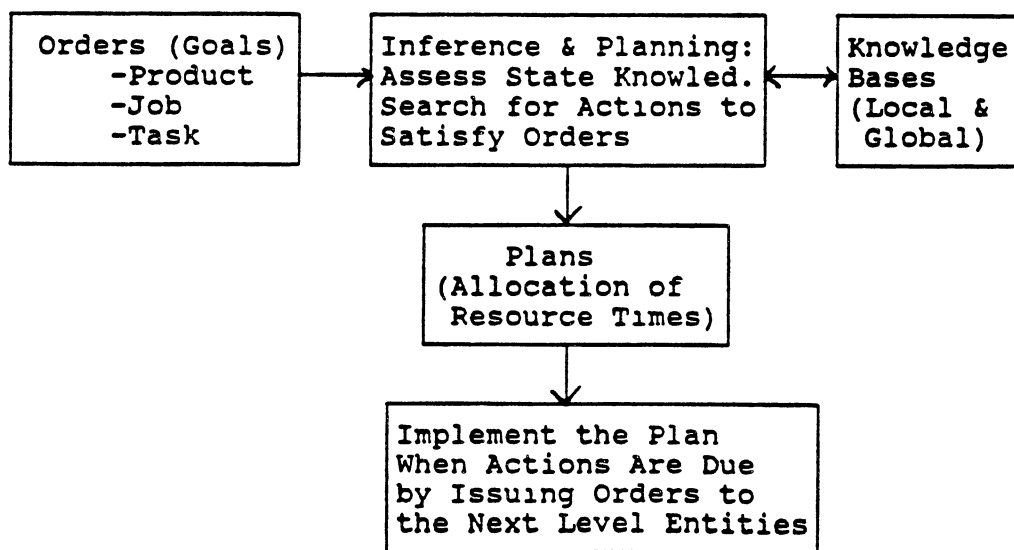 Orders (Goals)
-Product
-Job
-Task
Inference & Planning:
Assess State Knowled.
Search for Actions to
Satisfy Orders
Knowledge
Bases
(Local &
Global)
Plans
(Allocation of
Resource Times)
Implement the Plan
When Actions Are Due
by Issuing Orders to
the Next Level Entities